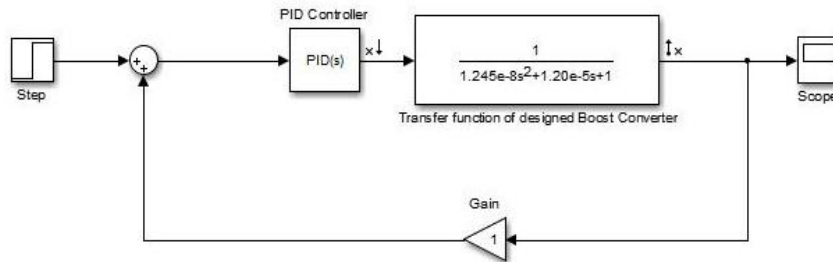 PID Controller
PID(s)
1
1.245e-8s²+1.20e-5s+1
Step
Scope
Transfer function of designed Boost Converter
Gain
1